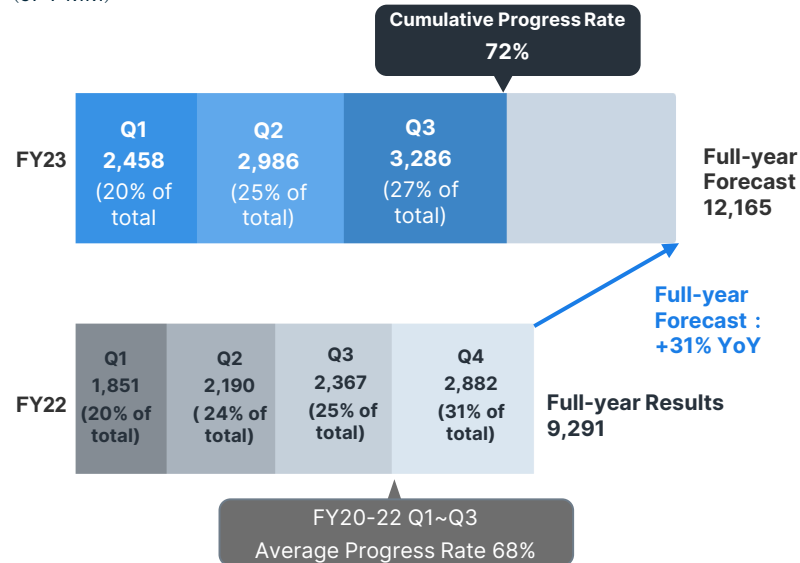 Cumulative Progress Rate
72%
FY23
Q1
2,458
(20% of
total
Q2
2,986
(25% of
total)
Q3
3,286
(27% of
total)
Full-year
Forecast
12,165
Full-year
Forecast :
+31% YoY
FY22
Q1
1,851
(20% of
total)
Q2
2,190
( 24% of
total)
Q3
2,367
(25% of
total)
Q4
2,882
(31% of
total)
Full-year Results
9,291
FY20-22 Q1~Q3
Average Progress Rate 68%